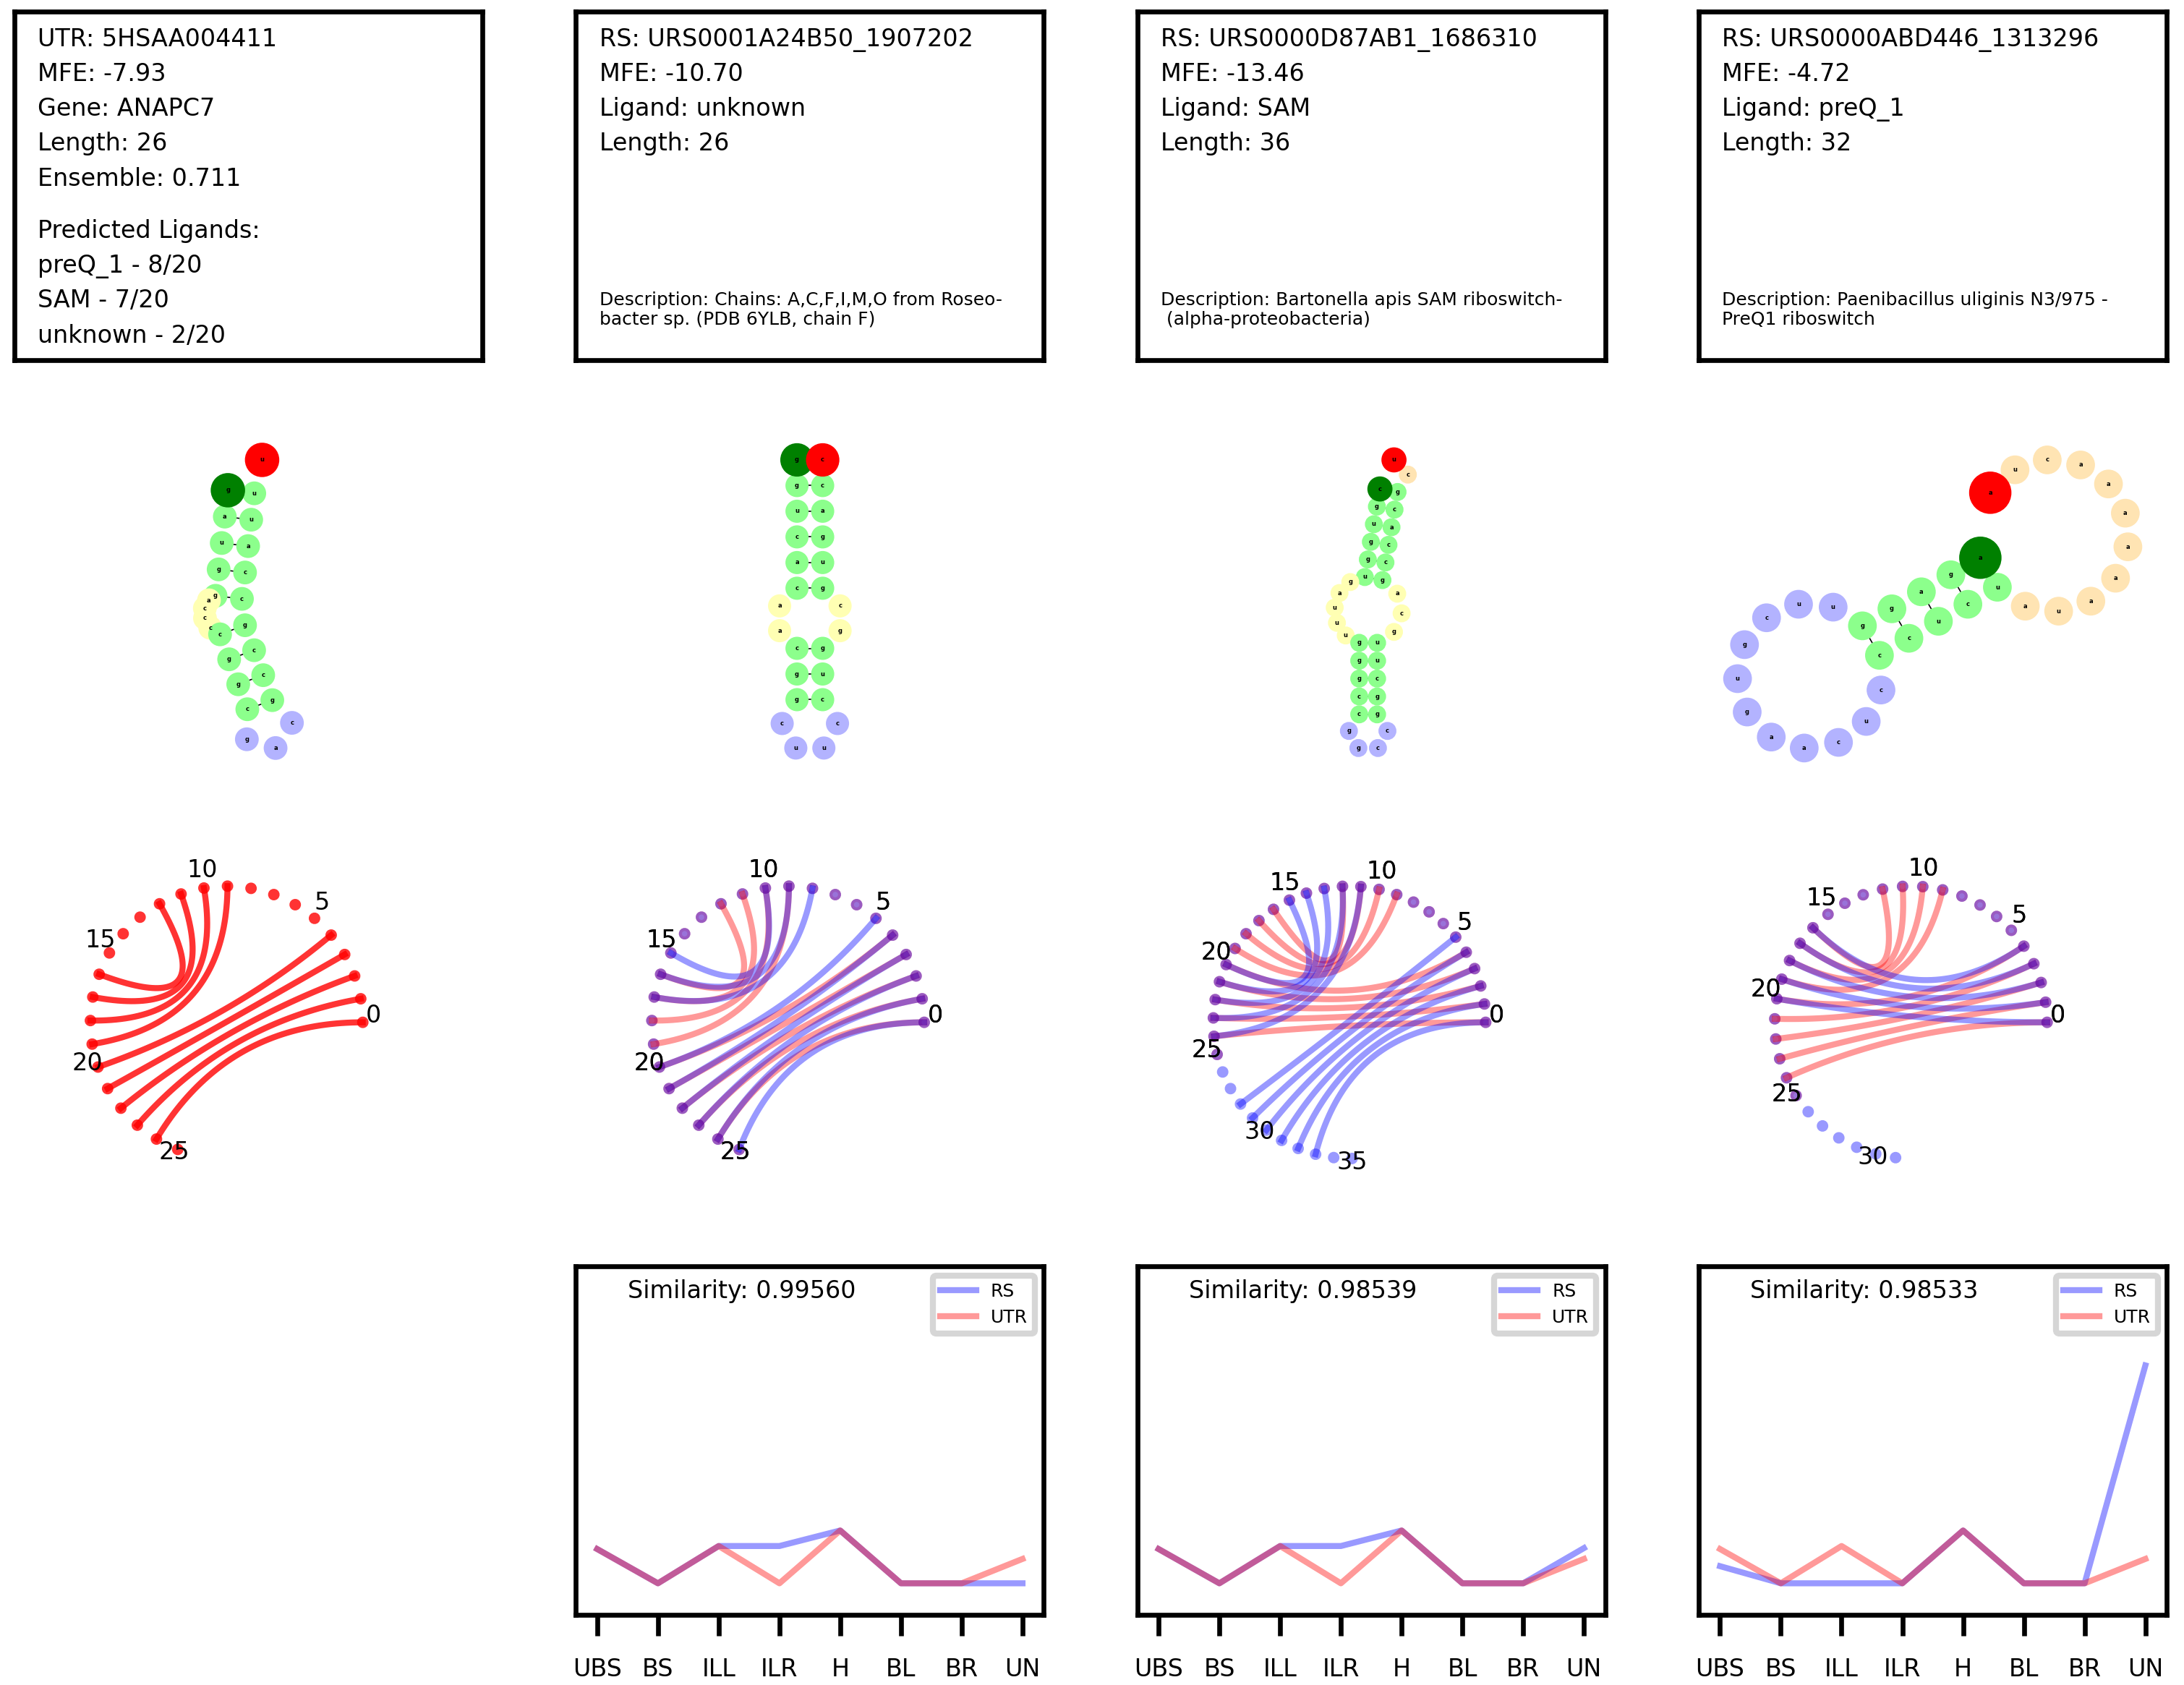 UTR: 5HSAA004411
MFE: -7.93
Gene: ANAPC7
Length: 26
Ensemble: 0.711
Predicted Ligands:
preQ_1 - 8/20
SAM - 7/20
unknown - 2/20
RS: URS0001A24B50_1907202
MFE: -10.70
Ligand: unknown
Length: 26
Description: Chains: A,C,F,I,M,O from Roseo-
bacter sp. (PDB 6YLB, chain F)
RS: URS0000D87AB1_1686310
MFE: -13.46
Ligand: SAM
Length: 36
Description: Bartonella apis SAM riboswitch-
(alpha-proteobacteria)
RS: URS0000ABD446_1313296
MFE: -4.72
Ligand: preQ_1
Length: 32
Description: Paenibacillus uliginis N3/975 -
PreQ1 riboswitch
0
5
10
15
20
25
0
5
10
15
20
25
0
5
10
15
20
25
30
35
0
5
10
15
20
25
30
Similarity: 0.99560
RS
UTR
UBS BS ILL ILR H BL BR UN
Similarity: 0.98539
RS
UTR
UBS BS ILL ILR H BL BR UN
Similarity: 0.98533
RS
UTR
UBS BS ILL ILR H BL BR UN